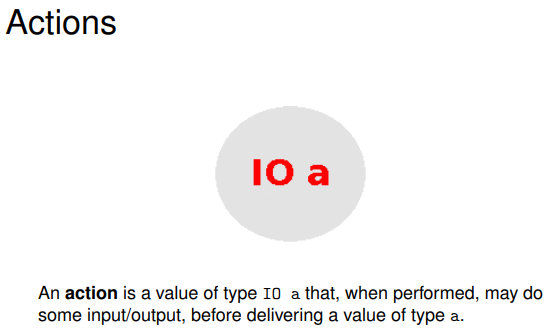 Actions
IO a
An action is a value of type IO a that, when performed, may do
some input/output, before delivering a value of type a.